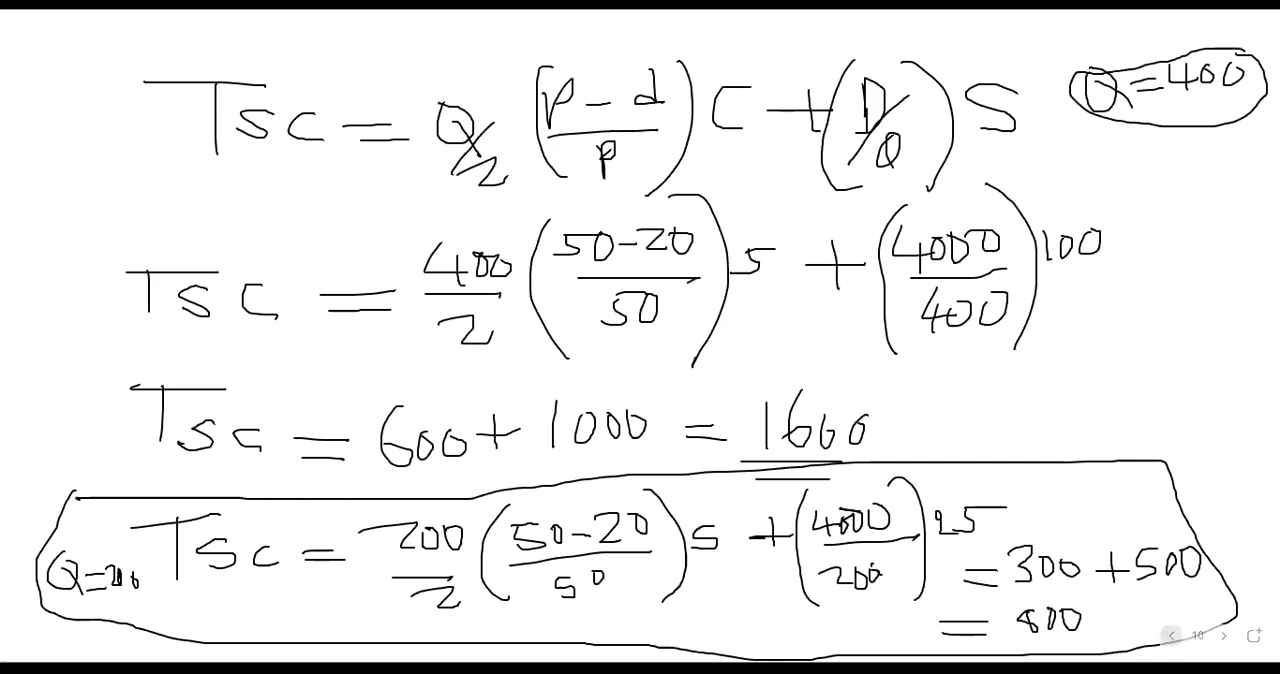 TSC = Q/2 (p-d/p) C + (D/Q) S Q=400
TSC = 400/2 (50-20/50) 5 + (4000/400) 100
TSC = 600 + 1000 = 1600
Q=200 TSC = 200/2 (50-20/50) 5 + (4000/200) 25 = 300 + 500
= 800
10